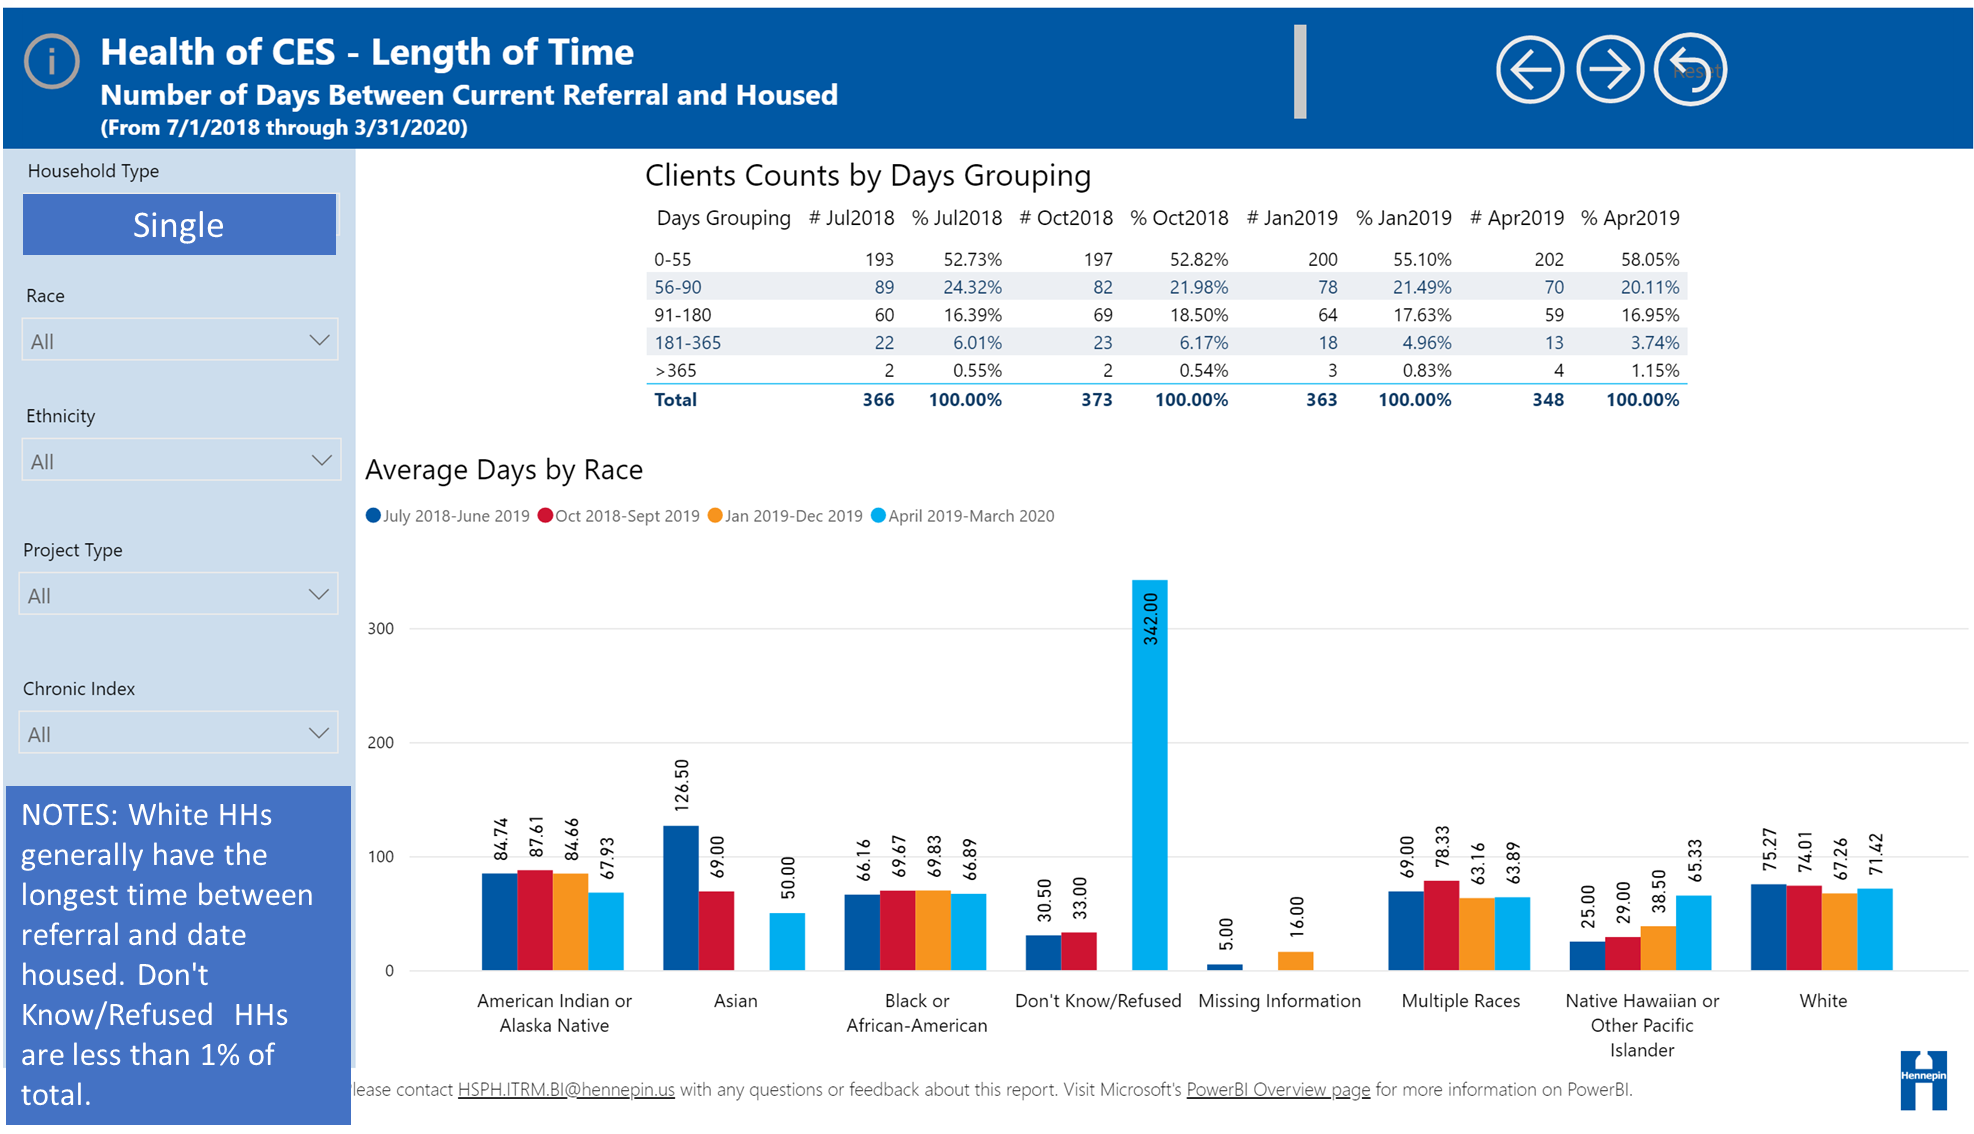 Health of CES - Length of Time
Number of Days Between Current Referral and Housed
(From 7/1/2018 through 3/31/2020)
Reset
Household Type
Single
Race
All
Ethnicity
All
Project Type
All
Chronic Index
All
NOTES: White HHs
generally have the
longest time between
referral and date
housed. Don't
Know/Refused HHs
are less than 1% of
total.
Clients Counts by Days Grouping
Days Grouping # Jul2018 % Jul2018 # Oct2018 % Oct2018 # Jan2019 % Jan2019 # Apr2019 % Apr2019
0-55 193 52.73% 197 52.82% 200 55.10% 202 58.05%
56-90 89 24.32% 82 21.98% 78 21.49% 70 20.11%
91-180 60 16.39% 69 18.50% 64 17.63% 59 16.95%
181-365 22 6.01% 23 6.17% 18 4.96% 13 3.74%
>365 2 0.55% 2 0.54% 3 0.83% 4 1.15%
Total 366 100.00% 373 100.00% 363 100.00% 348 100.00%
Average Days by Race
July 2018-June 2019 Oct 2018-Sept 2019 Jan 2019-Dec 2019 April 2019-March 2020
300
200
100
0
84.74 87.61 84.66 67.93
126.50 69.00 50.00
66.16 69.67 69.83 66.89
30.50 33.00 342.00
5.00 16.00
69.00 78.33 63.16 63.89
25.00 29.00 38.50 65.33
75.27 74.01 67.26 71.42
American Indian or
Alaska Native
Asian
Black or
African-American
Don't Know/Refused
Missing Information
Multiple Races
Native Hawaiian or
Other Pacific
Islander
White
lease contact HSPH.ITRM.BI@hennepin.us with any questions or feedback about this report. Visit Microsoft's PowerBI Overview page for more information on PowerBI.
Hennepin